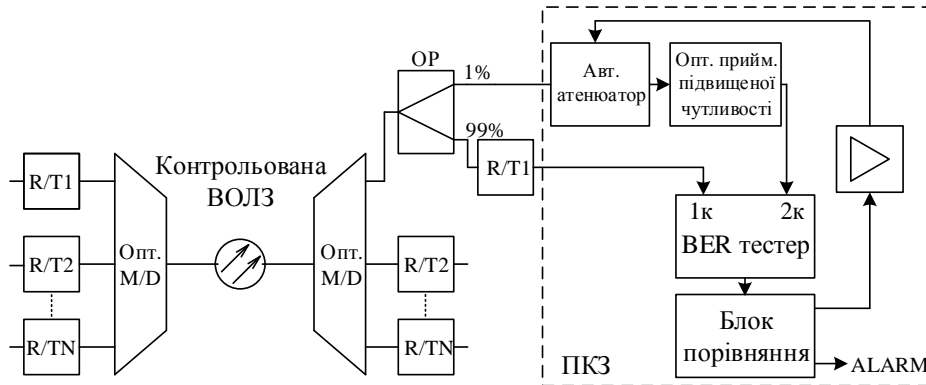 ОР
1%
99%
R/T1
Авт.
атенюатор
Опт. прийм.
підвищеної
чутливості
Контрольована
ВОЛЗ
R/T1
R/T2
R/TN
Опт.
M/D
Опт.
M/D
R/T2
R/TN
1к 2к
BER тестер
Блок
порівняння
ПКЗ
ALARM